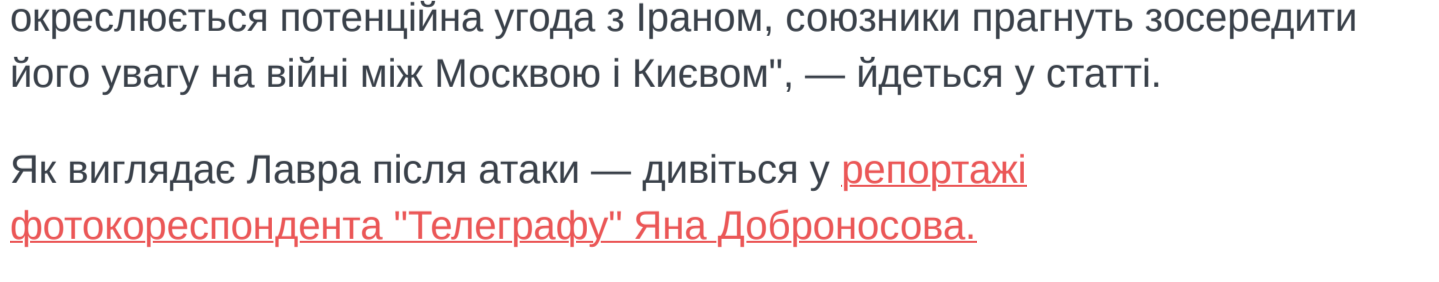 окреслюється потенційна угода з Іраном, союзники прагнуть зосередити
його увагу на війні між Москвою і Києвом", — йдеться у статті.
Як виглядає Лавра після атаки — дивіться у репортажі
фотокореспондента "Телеграфу" Яна Доброносова.